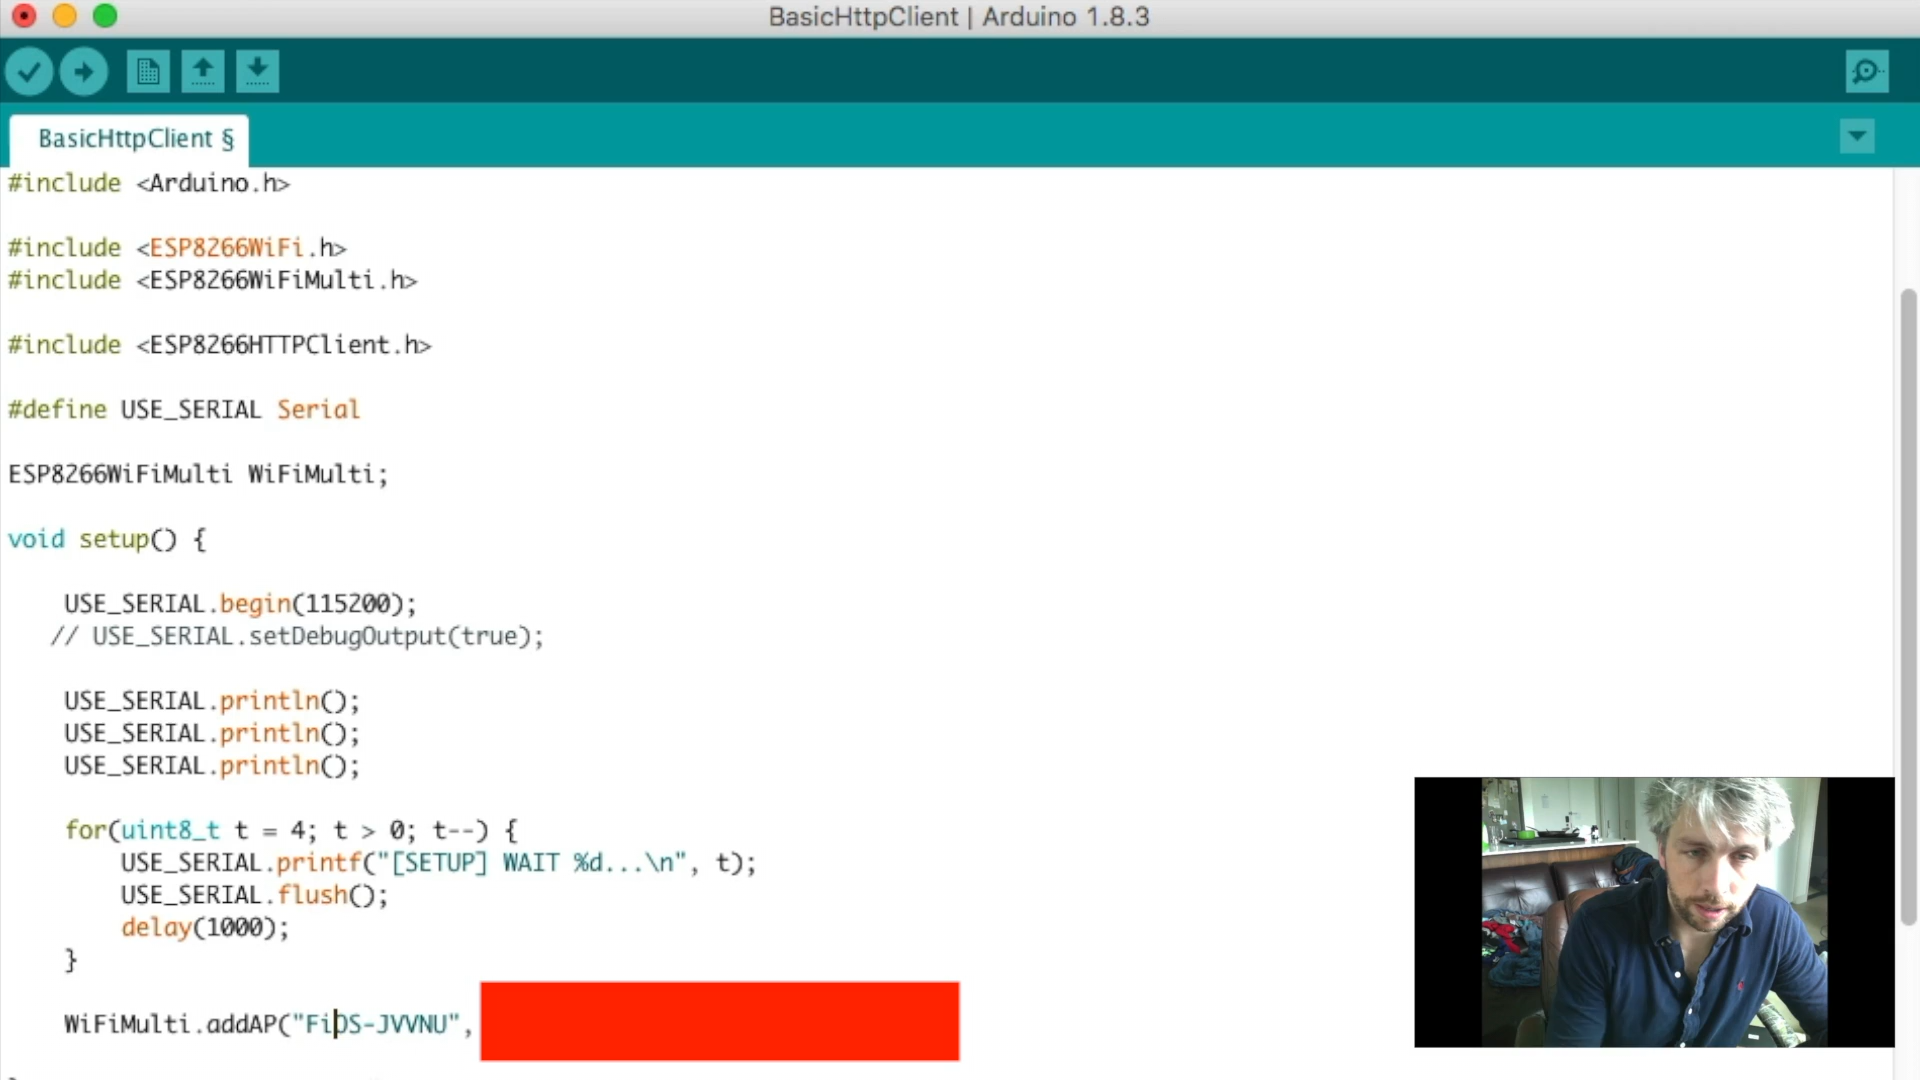 BasicHttpClient | Arduino 1.8.3
BasicHttpClient §
#include <Arduino.h>
#include <ESP8266WiFi.h>
#include <ESP8266WiFiMulti.h>
#include <ESP8266HTTPClient.h>
#define USE_SERIAL Serial
ESP8266WiFiMulti WiFiMulti;
void setup() {
USE_SERIAL.begin(115200);
// USE_SERIAL.setDebugOutput(true);
USE_SERIAL.println();
USE_SERIAL.println();
USE_SERIAL.println();
for(uint8_t t = 4; t > 0; t--) {
USE_SERIAL.printf("[SETUP] WAIT %d...\n", t);
USE_SERIAL.flush();
delay(1000);
}
WiFiMulti.addAP("FiOS-JVVNU",